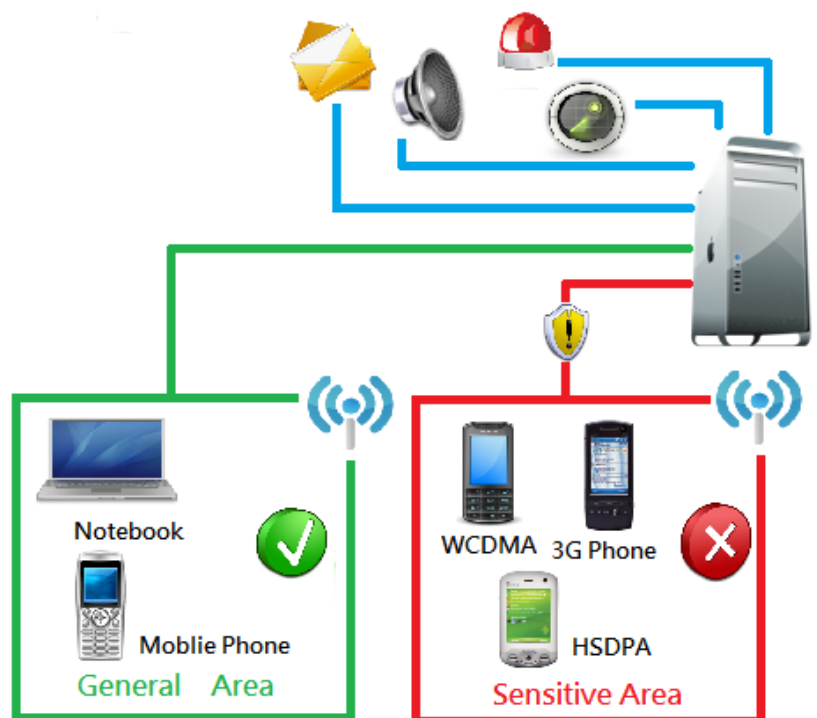 Notebook
Moblie Phone
General Area
WCDMA
3G Phone
HSDPA
Sensitive Area